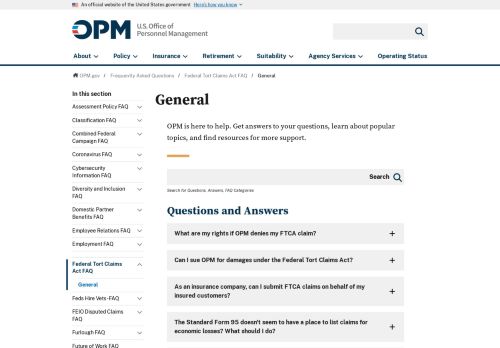 An official website of the United States government Here's how you know
OPM U.S. Office of
Personnel Management
About Policy Insurance Retirement Suitability Agency Services Operating Status
OPM.gov / Frequently Asked Questions / Federal Tort Claims Act FAQ / General
In this section
Assessment Policy FAQ
Classification FAQ
Combined Federal
Campaign FAQ
Coronavirus FAQ
Cybersecurity
Information FAQ
Diversity and Inclusion
FAQ
Domestic Partner
Benefits FAQ
Employee Relations FAQ
Employment FAQ
Federal Tort Claims
Act FAQ
General
Feds Hire Vets - FAQ
FEIO Disputed Claims
FAQ
Furlough FAQ
Future of Work FAQ
General
OPM is here to help. Get answers to your questions, learn about popular
topics, and find resources for more support.
Search
Search for Questions, Answers, FAQ Categories
Questions and Answers
What are my rights if OPM denies my FTCA claim?
Can I sue OPM for damages under the Federal Tort Claims Act?
As an insurance company, can I submit FTCA claims on behalf of my
insured customers?
The Standard Form 95 doesn't seem to have a place to list claims for
economic losses? What should I do?